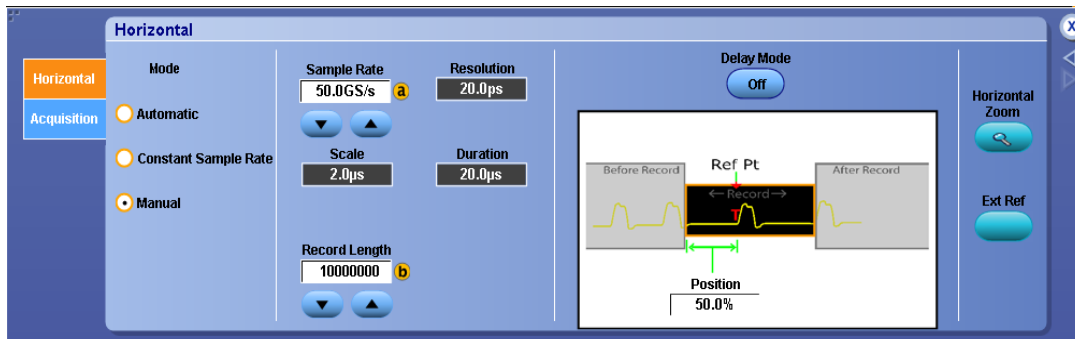 Horizontal
X
Horizontal
Acquisition
Mode
Automatic
Constant Sample Rate
Manual
Sample Rate
50.0GS/s a
Resolution
20.0ps
Scale
2.0μs
Duration
20.0μs
Record Length
10000000 b
Delay Mode
Off
Before Record
Ref Pt
After Record
←Record→
T
Position
50.0%
Horizontal
Zoom
Ext Ref